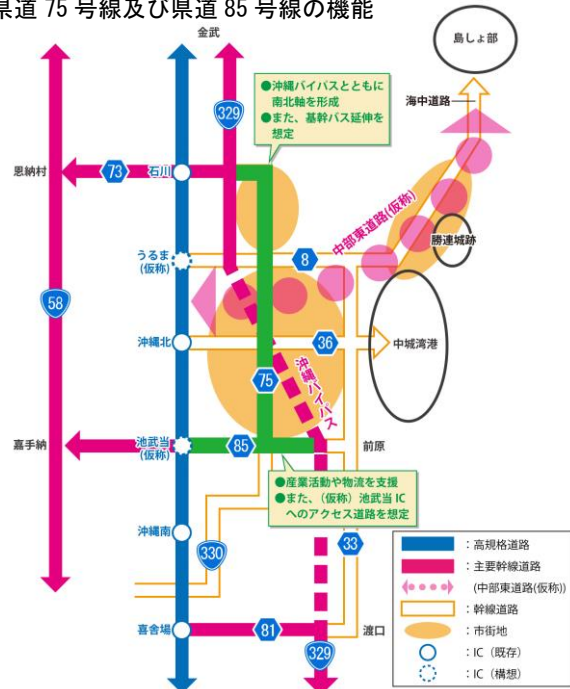 県道 75 号線及び県道 85 号線の機能
金武
島しょ部
329
●沖縄バイパスとともに
南北軸を形成
●また、基幹バス延伸を
想定
海中道路
恩納村
73
石川
中部東道路(仮称)
勝連城跡
うるま
(仮称)
8
58
沖縄北
36
中城湾港
75
沖縄バイパス
嘉手納
池武当
(仮称)
85
前原
●産業活動や物流を支援
●また、(仮称) 池武当 IC
へのアクセス道路を想定
沖縄南
330
33
喜舎場
81
渡口
329
：高規格道路
：主要幹線道路
(中部東道路(仮称))
：幹線道路
：市街地
：IC（既存）
：IC（構想）